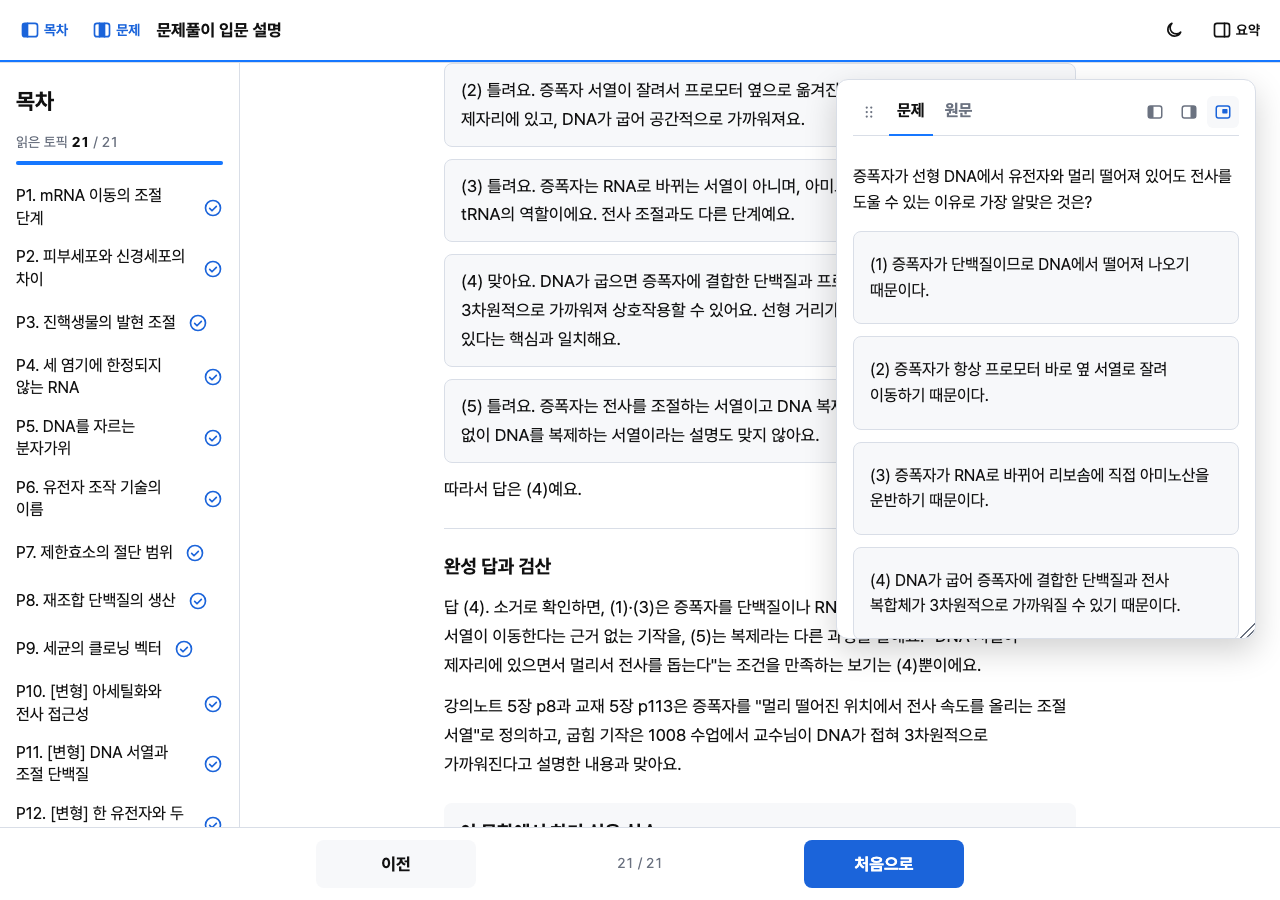 목차
문제
문제풀이 입문 설명
요약
목차
읽은 토픽 21 / 21
P1. mRNA 이동의 조절
단계
P2. 피부세포와 신경세포의
차이
P3. 진핵생물의 발현 조절
P4. 세 염기에 한정되지
않는 RNA
P5. DNA를 자르는
분자가위
P6. 유전자 조작 기술의
이름
P7. 제한효소의 절단 범위
P8. 재조합 단백질의 생산
P9. 세균의 클로닝 벡터
P10. [변형] 아세틸화와
전사 접근성
P11. [변형] DNA 서열과
조절 단백질
P12. [변형] 한 유전자와 두
(2) 틀려요. 증폭자 서열이 잘려서 프로모터 옆으로 옮겨진
제자리에 있고, DNA가 굽어 공간적으로 가까워져요.
(3) 틀려요. 증폭자는 RNA로 바뀌는 서열이 아니며, 아미
tRNA의 역할이에요. 전사 조절과도 다른 단계예요.
(4) 맞아요. DNA가 굽으면 증폭자에 결합한 단백질과 프로
3차원적으로 가까워져 상호작용할 수 있어요. 선형 거리가
있다는 핵심과 일치해요.
(5) 틀려요. 증폭자는 전사를 조절하는 서열이고 DNA 복제
없이 DNA를 복제하는 서열이라는 설명도 맞지 않아요.
따라서 답은 (4)예요.
완성 답과 검산
답 (4). 소거로 확인하면, (1)·(3)은 증폭자를 단백질이나 RN
서열이 이동한다는 근거 없는 기작을, (5)는 복제라는 다른
제자리에 있으면서 멀리서 전사를 돕는다"는 조건을 만족하는 보기는 (4)뿐이에요.
강의노트 5장 p8과 교재 5장 p113은 증폭자를 "멀리 떨어진 위치에서 전사 속도를 올리는 조절
서열"로 정의하고, 굽힘 기작은 1008 수업에서 교수님이 DNA가 접혀 3차원적으로
가까워진다고 설명한 내용과 맞아요.
문제
원문
증폭자가 선형 DNA에서 유전자와 멀리 떨어져 있어도 전사를
도울 수 있는 이유로 가장 알맞은 것은?
(1) 증폭자가 단백질이므로 DNA에서 떨어져 나오기
때문이다.
(2) 증폭자가 항상 프로모터 바로 옆 서열로 잘려
이동하기 때문이다.
(3) 증폭자가 RNA로 바뀌어 리보솜에 직접 아미노산을
운반하기 때문이다.
(4) DNA가 굽어 증폭자에 결합한 단백질과 전사
복합체가 3차원적으로 가까워질 수 있기 때문이다.
이전
21 / 21
처음으로